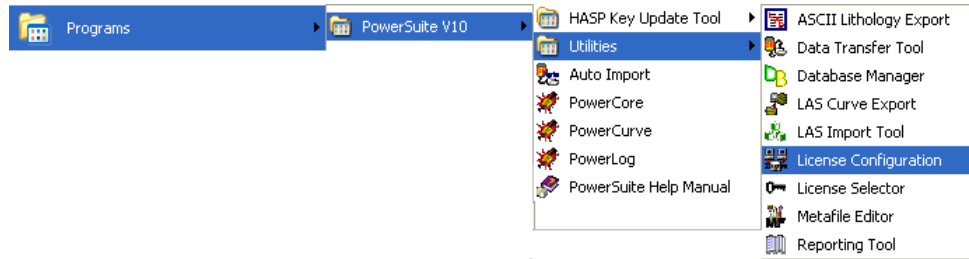 Programs
PowerSuite V10
HASP Key Update Tool
Utilities
Auto Import
PowerCore
PowerCurve
PowerLog
PowerSuite Help Manual
ASCII Lithology Export
Data Transfer Tool
Database Manager
LAS Curve Export
LAS Import Tool
License Configuration
License Selector
Metafile Editor
Reporting Tool